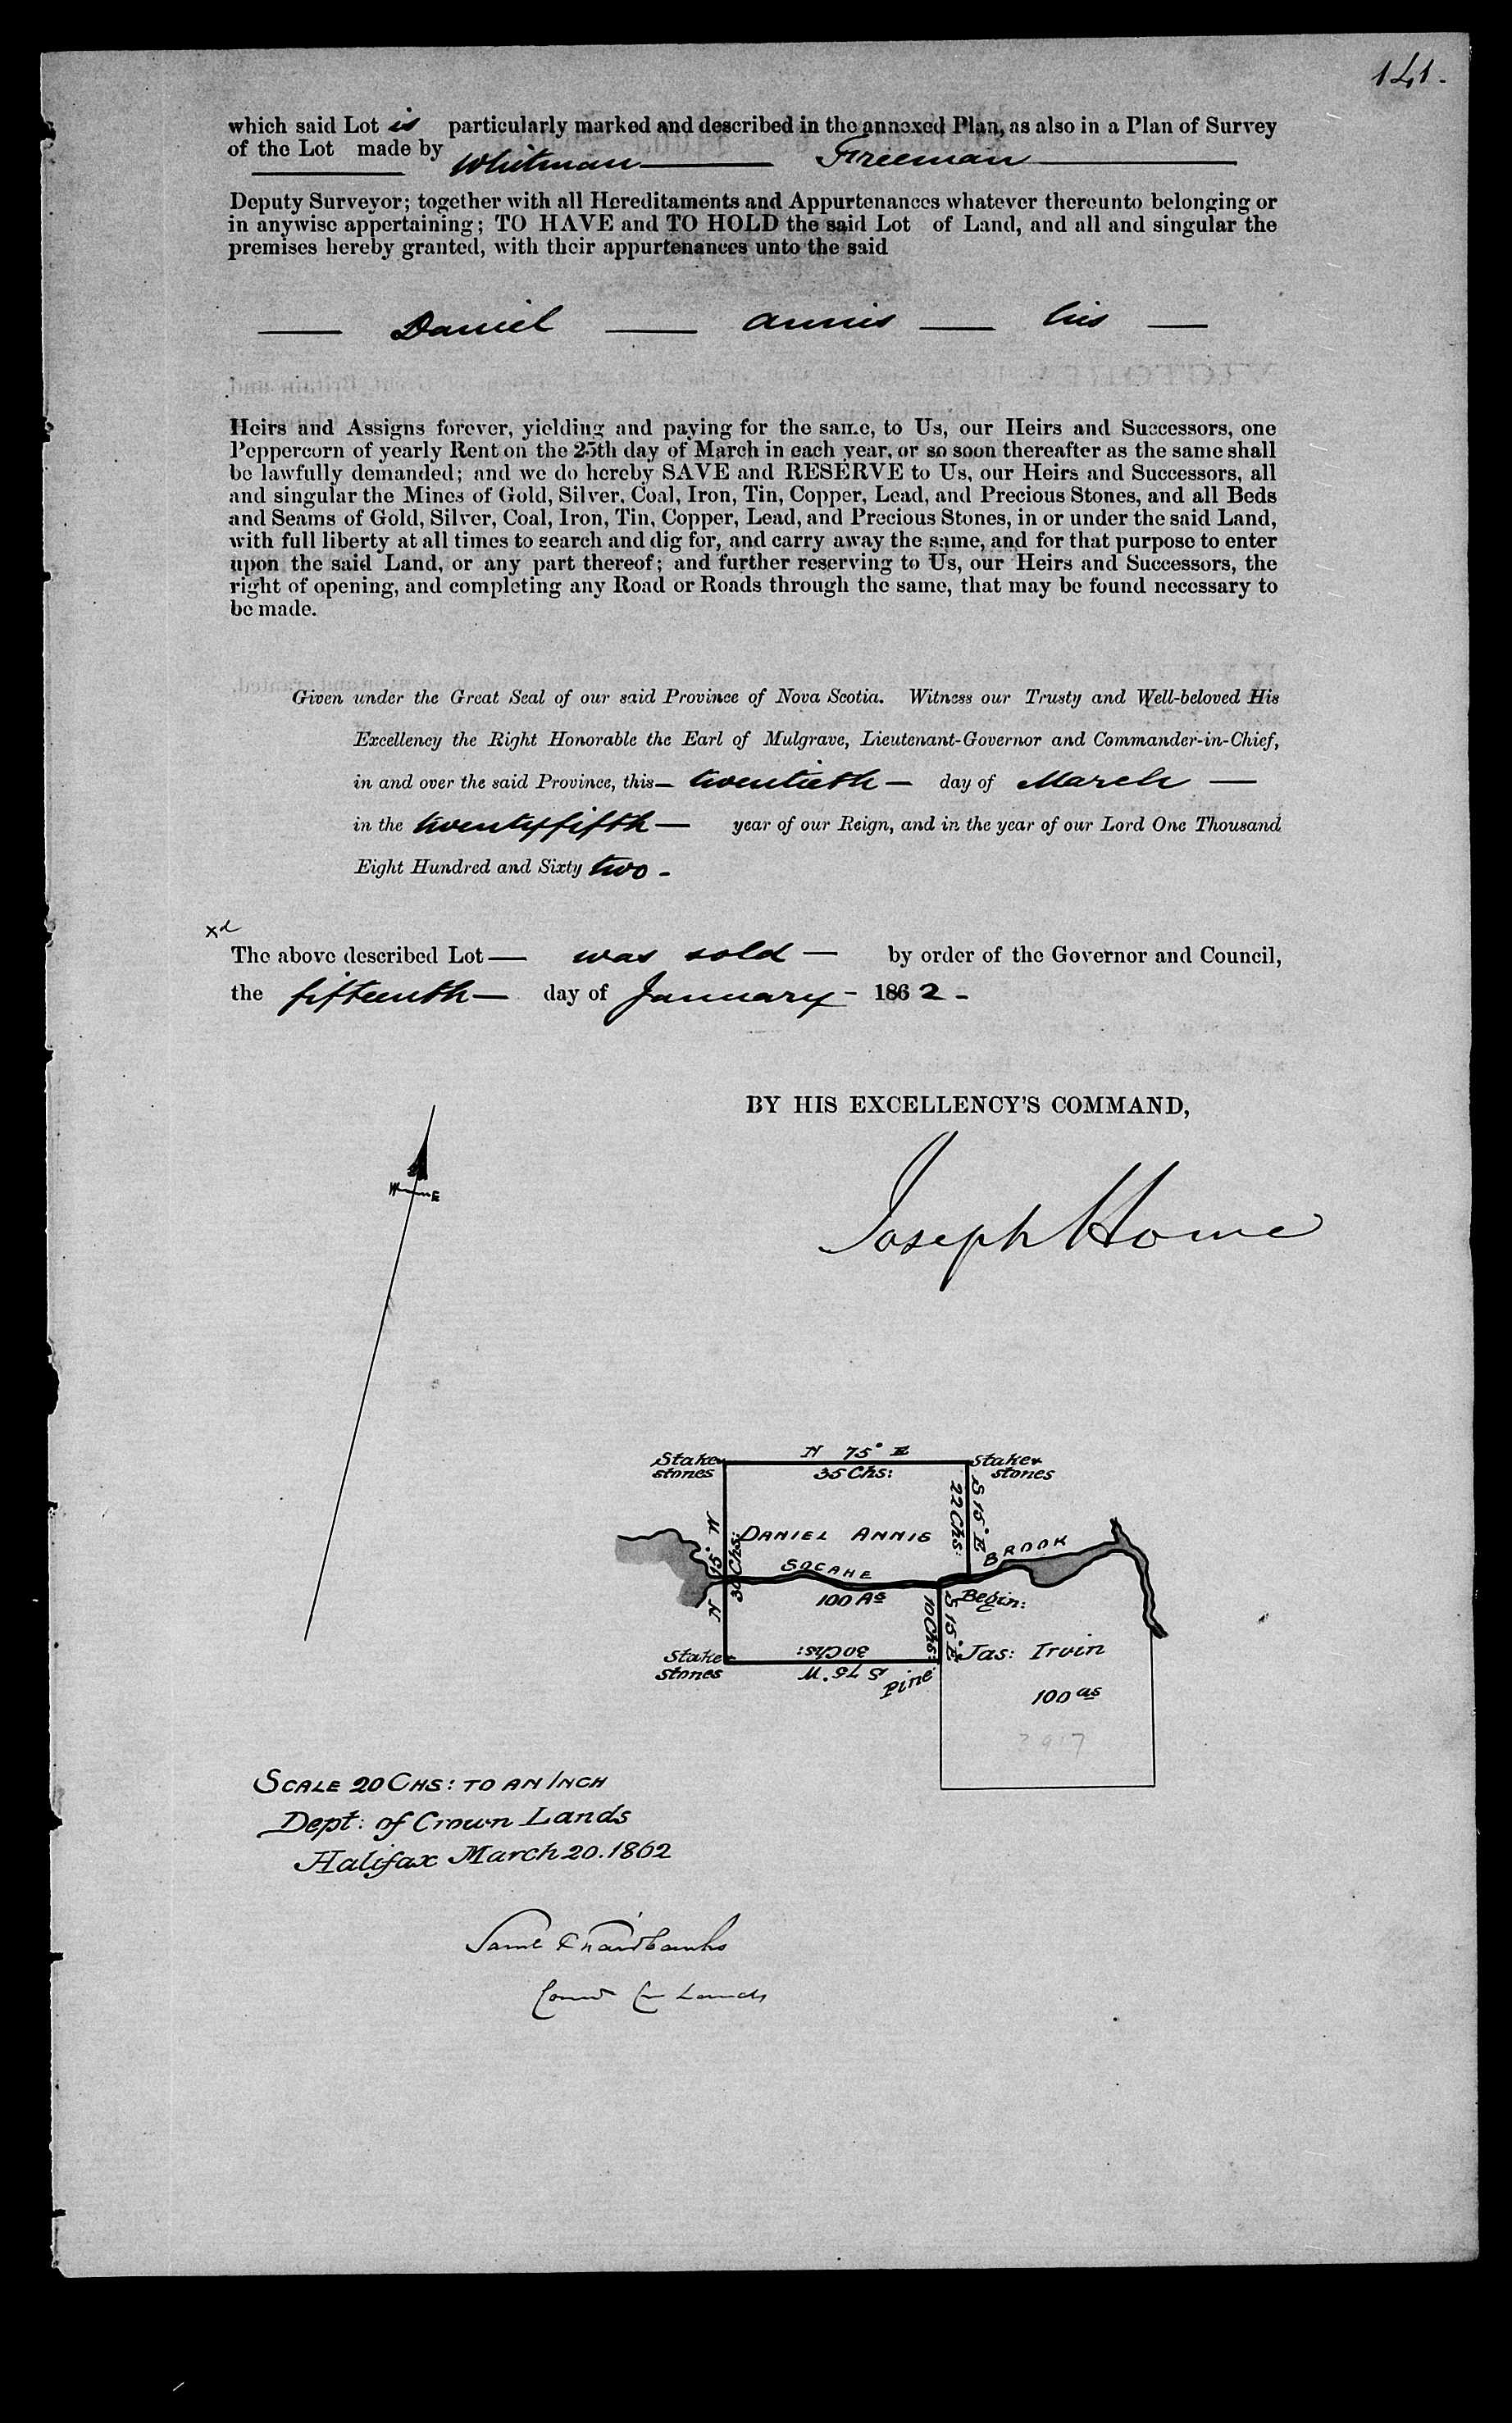 141.
which said Lot is particularly marked and described in the annexed Plan, as also in a Plan of Survey
of the Lot made by Whitman Freeman
Deputy Surveyor; together with all Hereditaments and Appurtenances whatever thereunto belonging or
in anywise appertaining; TO HAVE and TO HOLD the said Lot of Land, and all and singular the
premises hereby granted, with their appurtenances unto the said
— Daniel — Annis — his —
Heirs and Assigns forever, yielding and paying for the same, to Us, our Heirs and Successors, one
Peppercorn of yearly Rent on the 25th day of March in each year, or so soon thereafter as the same shall
be lawfully demanded; and we do hereby SAVE and RESERVE to Us, our Heirs and Successors, all
and singular the Mines of Gold, Silver, Coal, Iron, Tin, Copper, Lead, and Precious Stones, and all Beds
and Seams of Gold, Silver, Coal, Iron, Tin, Copper, Lead, and Precious Stones, in or under the said Land,
with full liberty at all times to search and dig for, and carry away the same, and for that purpose to enter
upon the said Land, or any part thereof; and further reserving to Us, our Heirs and Successors, the
right of opening, and completing any Road or Roads through the same, that may be found necessary to
be made.
Given under the Great Seal of our said Province of Nova Scotia. Witness our Trusty and Well-beloved His
Excellency the Right Honorable the Earl of Mulgrave, Lieutenant-Governor and Commander-in-Chief,
in and over the said Province, this — twentieth — day of March —
in the twentyfifth — year of our Reign, and in the year of our Lord One Thousand
Eight Hundred and Sixty two -
xd
The above described Lot — was sold — by order of the Governor and Council,
the fifteenth — day of January - 1862 -
BY HIS EXCELLENCY'S COMMAND,
Joseph Howe
W E
N 75° E
Stake & stones
35 Chs:
Stake & stones
S 15° E
22 Chs:
N 15° W
30 Chs:
DANIEL ANNIS
SOCAHE
BROOK
100 As
Begin:
10 Chs:
S 15° E
Stake & Stones
30 Chs:
S 75° W
Pine
Jas: Irvin
100 as
2917
SCALE 20 CHS: TO AN INCH
Dept: of Crown Lands
Halifax March 20. 1862
Saml P Fairbanks
Comr Cr Lands